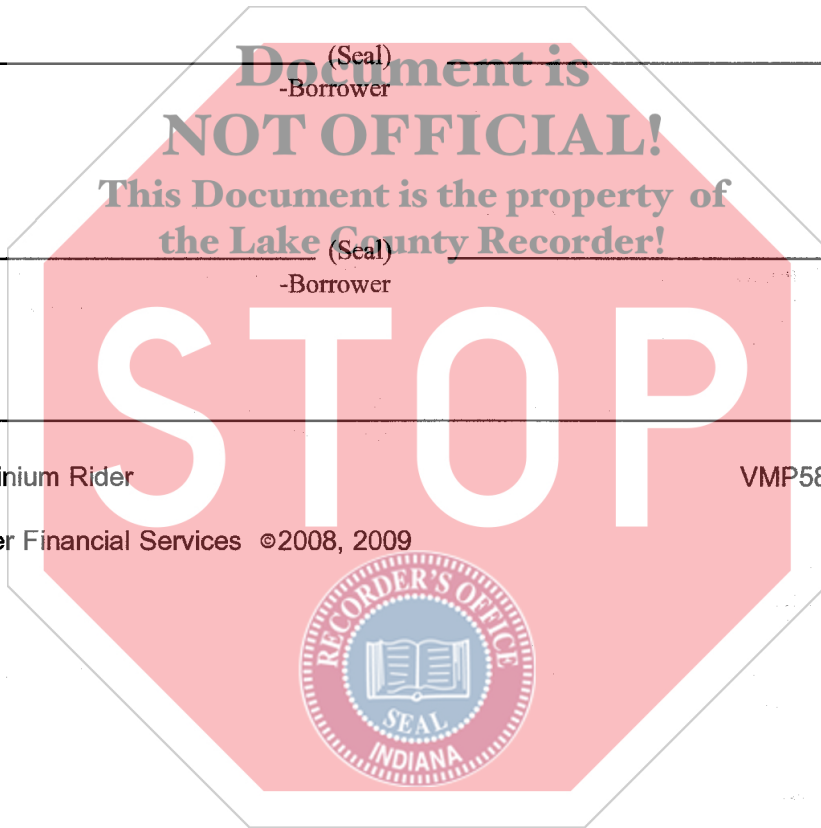 (Seal)
Document is
-Borrower
NOT OFFICIAL!
This Document is the property of
the Lake County Recorder!
(Seal)
-Borrower
STOP
inium Rider VMP58
er Financial Services ©2008, 2009
RECORDER'S OFFICE
SEAL
INDIANA